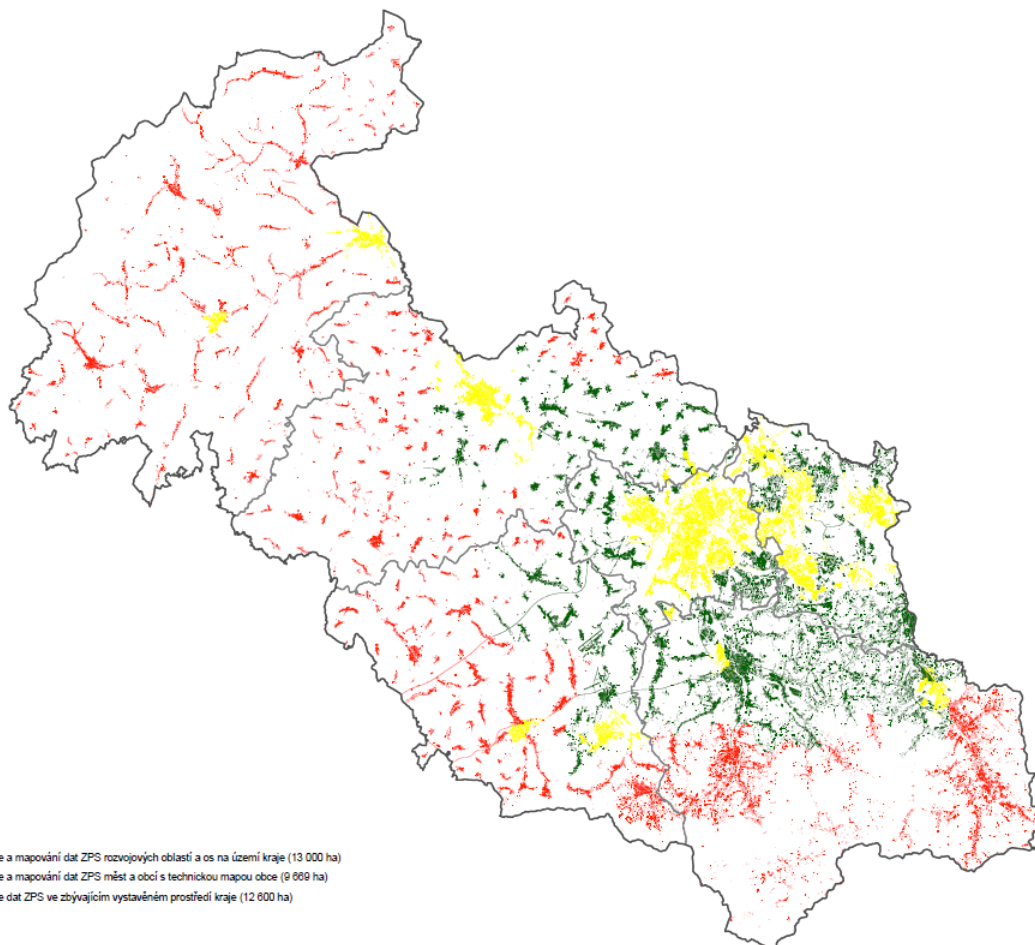 e a mapování dat ZPS rozvojových oblastí a os na území kraje (13 000 ha)
e a mapování dat ZPS měst a obcí s technickou mapou obce (9 669 ha)
e dat ZPS ve zbývajícím vystavěném prostředí kraje (12 600 ha)